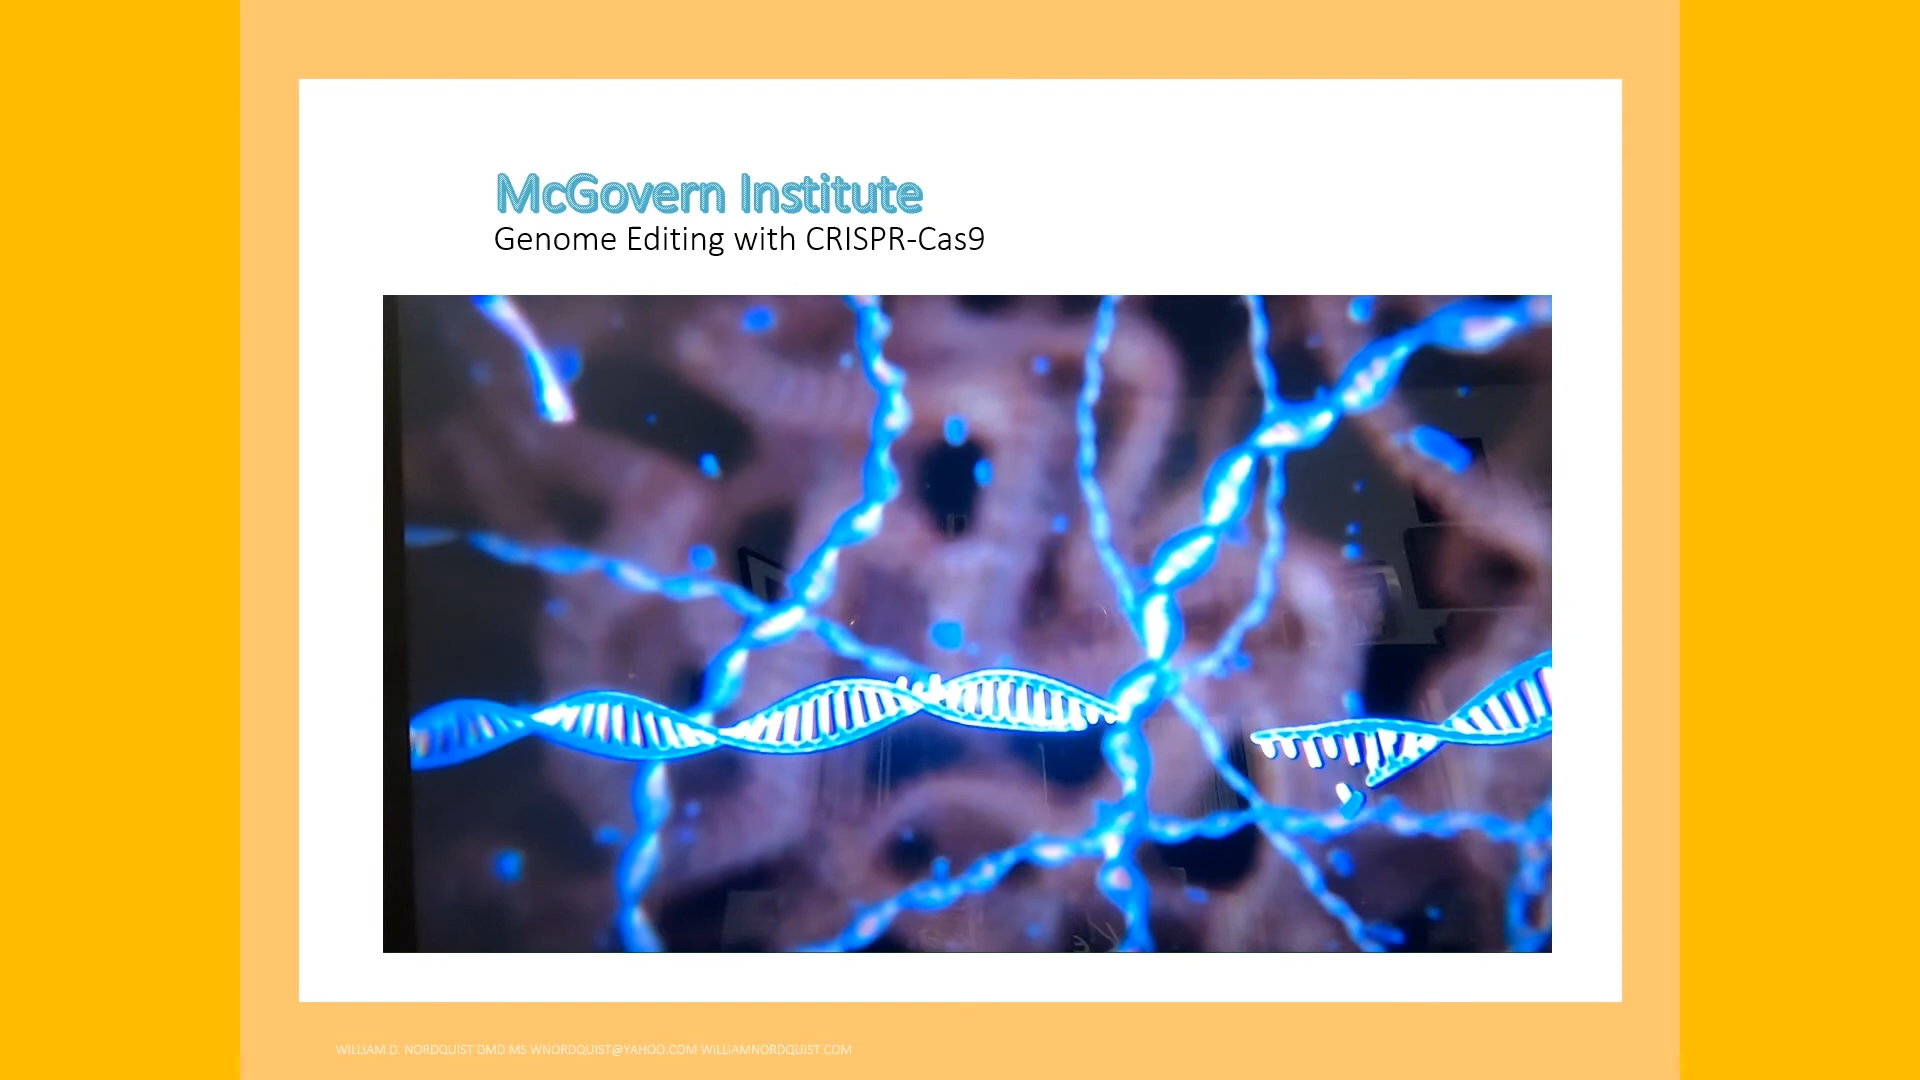 McGovern Institute
Genome Editing with CRISPR-Cas9
WILLIAM D. NORDQUIST DMD MS WNORDQUIST@YAHOO.COM WILLIAMNORDQUIST.COM